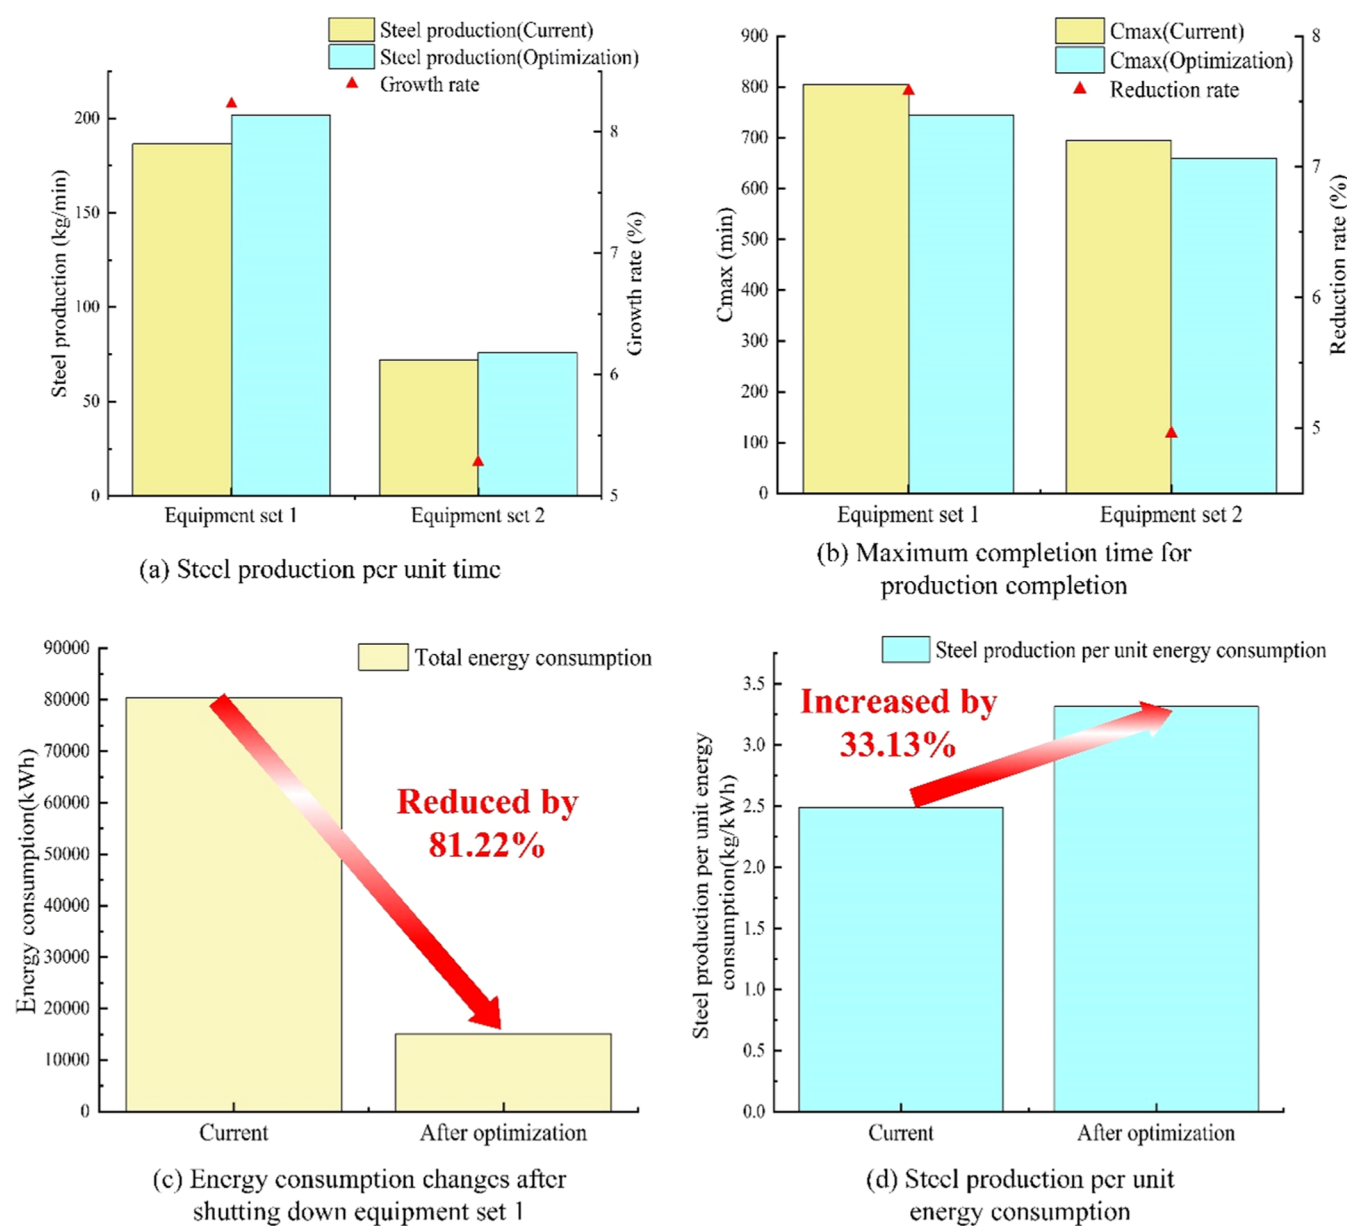 Steel production(Current)
Steel production(Optimization)
Growth rate
200
150
100
50
0
Steel production (kg/min)
8
7
6
5
Growth rate (%)
Equipment set 1
Equipment set 2
(a) Steel production per unit time
Cmax(Current)
Cmax(Optimization)
Reduction rate
900
800
700
600
500
400
300
200
100
0
Cmax (min)
8
7
6
5
Reduction rate (%)
Equipment set 1
Equipment set 2
(b) Maximum completion time for
production completion
Total energy consumption
90000
80000
70000
60000
50000
40000
30000
20000
10000
0
Energy consumption(kWh)
Reduced by
81.22%
Current
After optimization
(c) Energy consumption changes after
shutting down equipment set 1
Steel production per unit energy consumption
3.5
3.0
2.5
2.0
1.5
1.0
0.5
0.0
Steel production per unit energy
consumption(kg/kWh)
Increased by
33.13%
Current
After optimization
(d) Steel production per unit
energy consumption